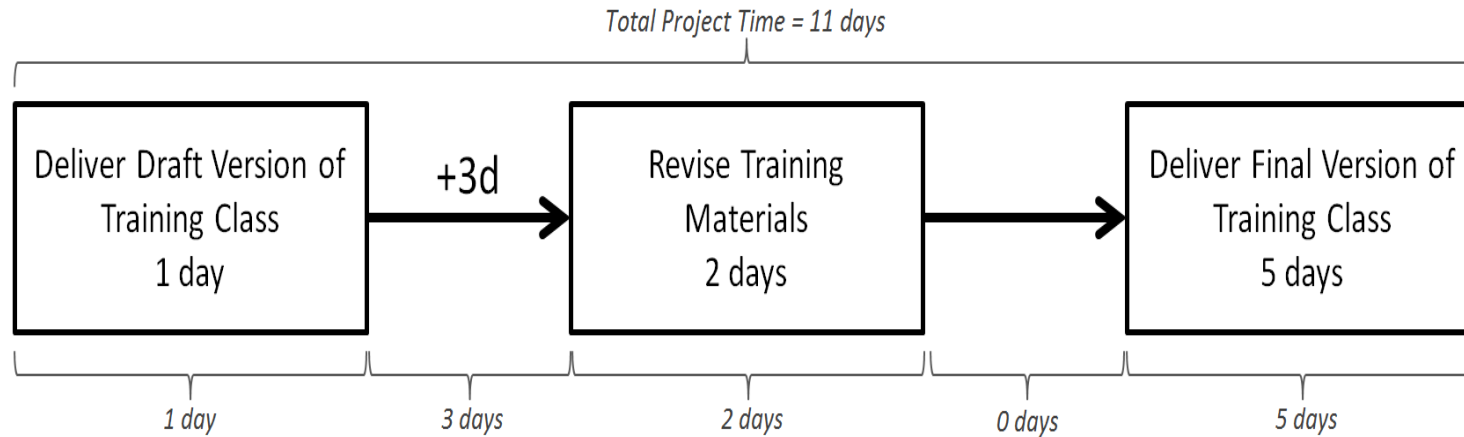 Total Project Time = 11 days
Deliver Draft Version of
Training Class
1 day
+3d
Revise Training
Materials
2 days
Deliver Final Version of
Training Class
5 days
1 day
3 days
2 days
0 days
5 days